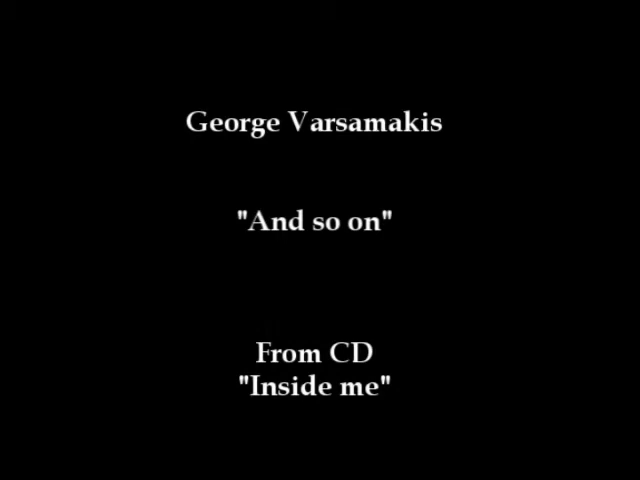 George Varsamakis
"And so on"
From CD
"Inside me"